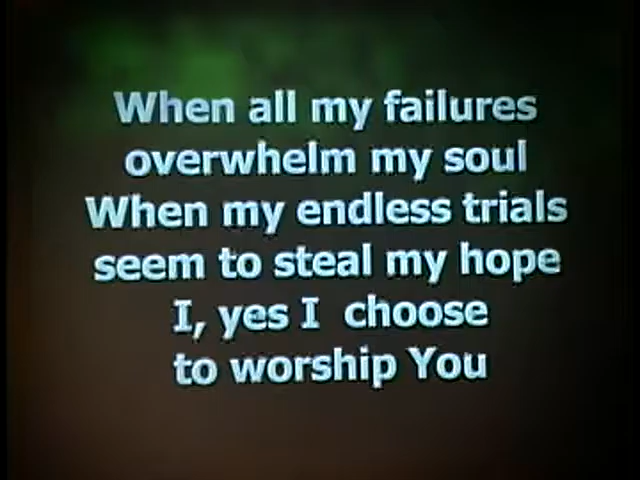 When all my failures
overwhelm my soul
When my endless trials
seem to steal my hope
I, yes I choose
to worship You